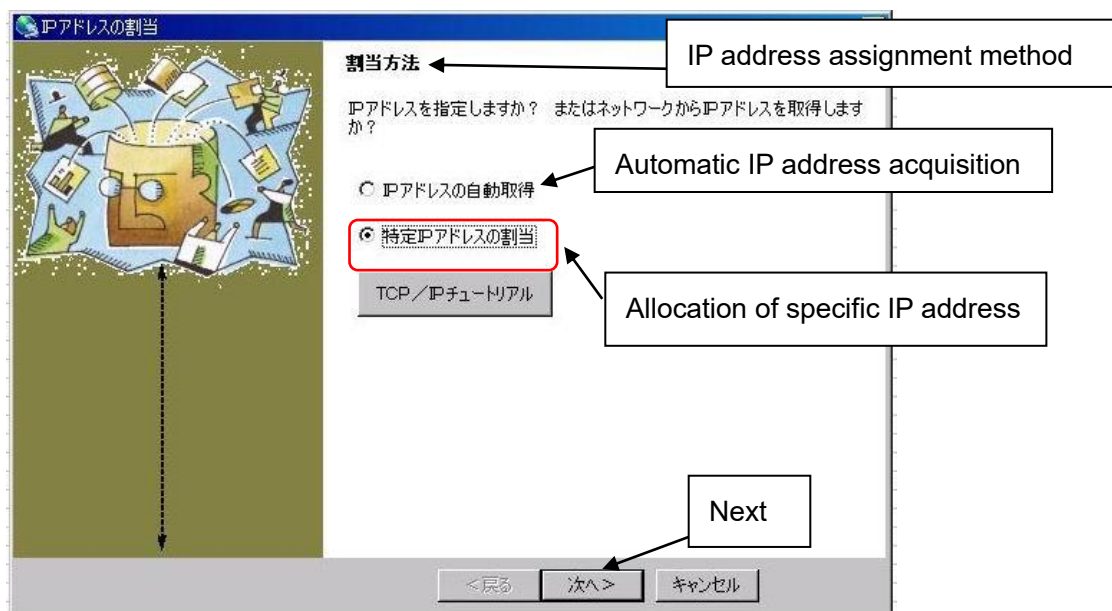 IPアドレスの割当
IP address assignment method
割当方法
IPアドレスを指定しますか？ またはネットワークからIPアドレスを取得します
か？
Automatic IP address acquisition
IPアドレスの自動取得
特定IPアドレスの割当
TCP／IPチュートリアル
Allocation of specific IP address
Next
<戻る
次へ>
キャンセル